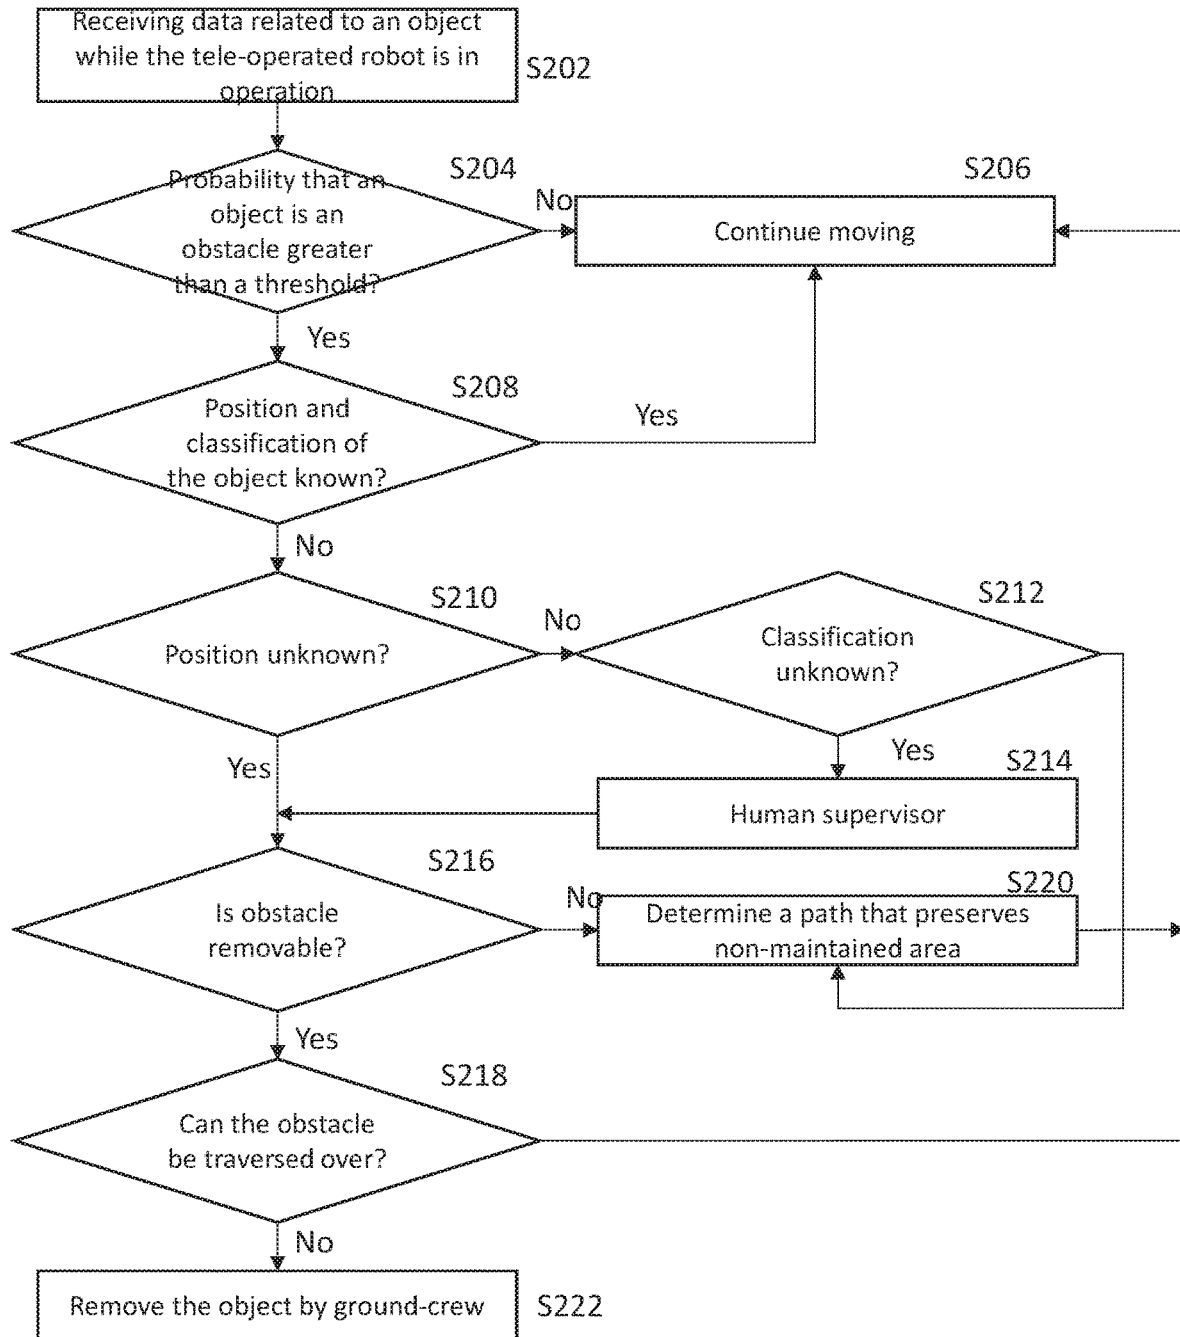 Receiving data related to an object
while the tele-operated robot is in
operation
S202
S204
Probability that an
object is an
obstacle greater
than a threshold?
No
S206
Continue moving
Yes
S208
Position and
classification of
the object known?
Yes
No
S210
Position unknown?
No
S212
Classification
unknown?
Yes
Yes
S214
Human supervisor
S216
Is obstacle
removable?
No
S220
Determine a path that preserves
non-maintained area
Yes
S218
Can the obstacle
be traversed over?
No
Remove the object by ground-crew
S222